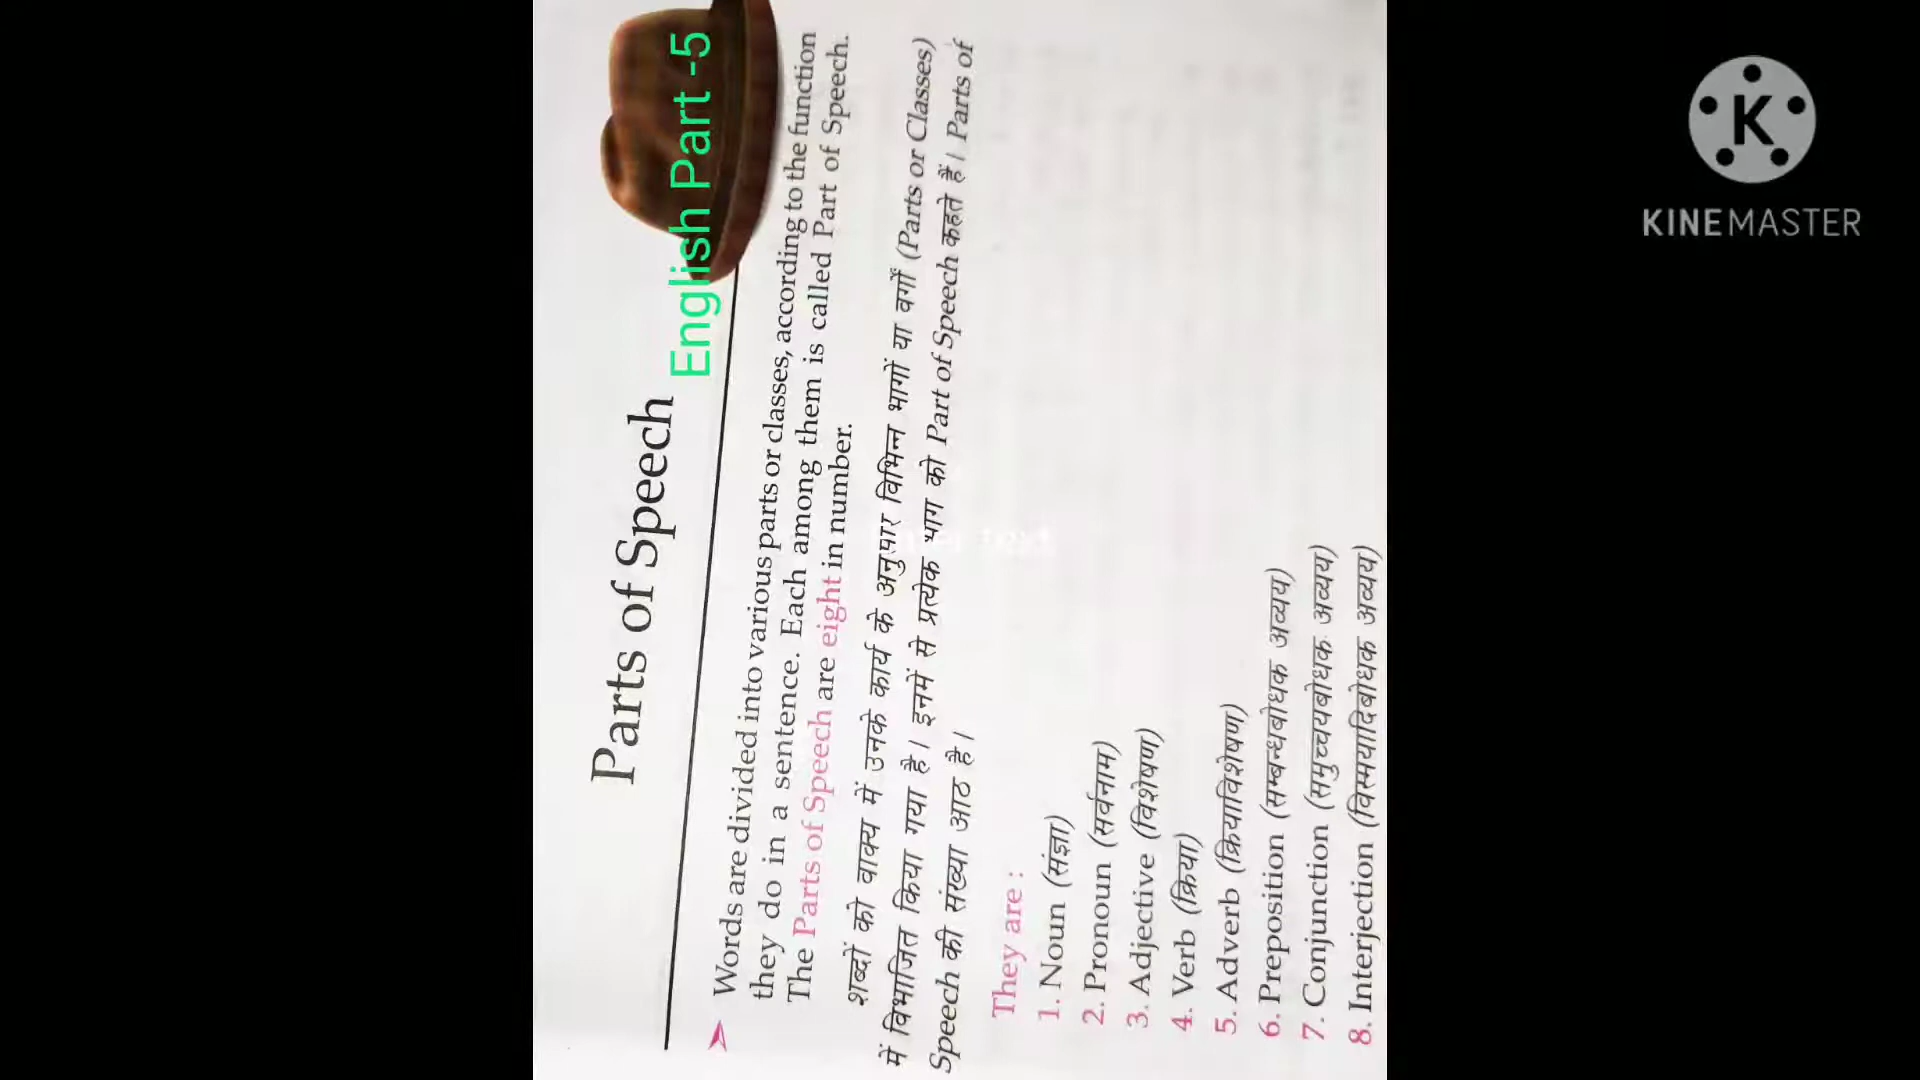 Parts of Speech
English Part -5
➤ Words are divided into various parts or classes, according to the function
they do in a sentence. Each among them is called Part of Speech.
The Parts of Speech are eight in number.
शब्दों को वाक्य में उनके कार्य के अनुसार विभिन्न भागों या वर्गों (Parts or Classes)
में विभाजित किया गया है। इनमें से प्रत्येक भाग को Part of Speech कहते हैं। Parts of
Speech की संख्या आठ है।
They are :
1. Noun (संज्ञा)
2. Pronoun (सर्वनाम)
3. Adjective (विशेषण)
4. Verb (क्रिया)
5. Adverb (क्रियाविशेषण)
6. Preposition (सम्बन्धबोधक अव्यय)
7. Conjunction (समुच्चयबोधक अव्यय)
8. Interjection (विस्मयादिबोधक अव्यय)
K
KINEMASTER